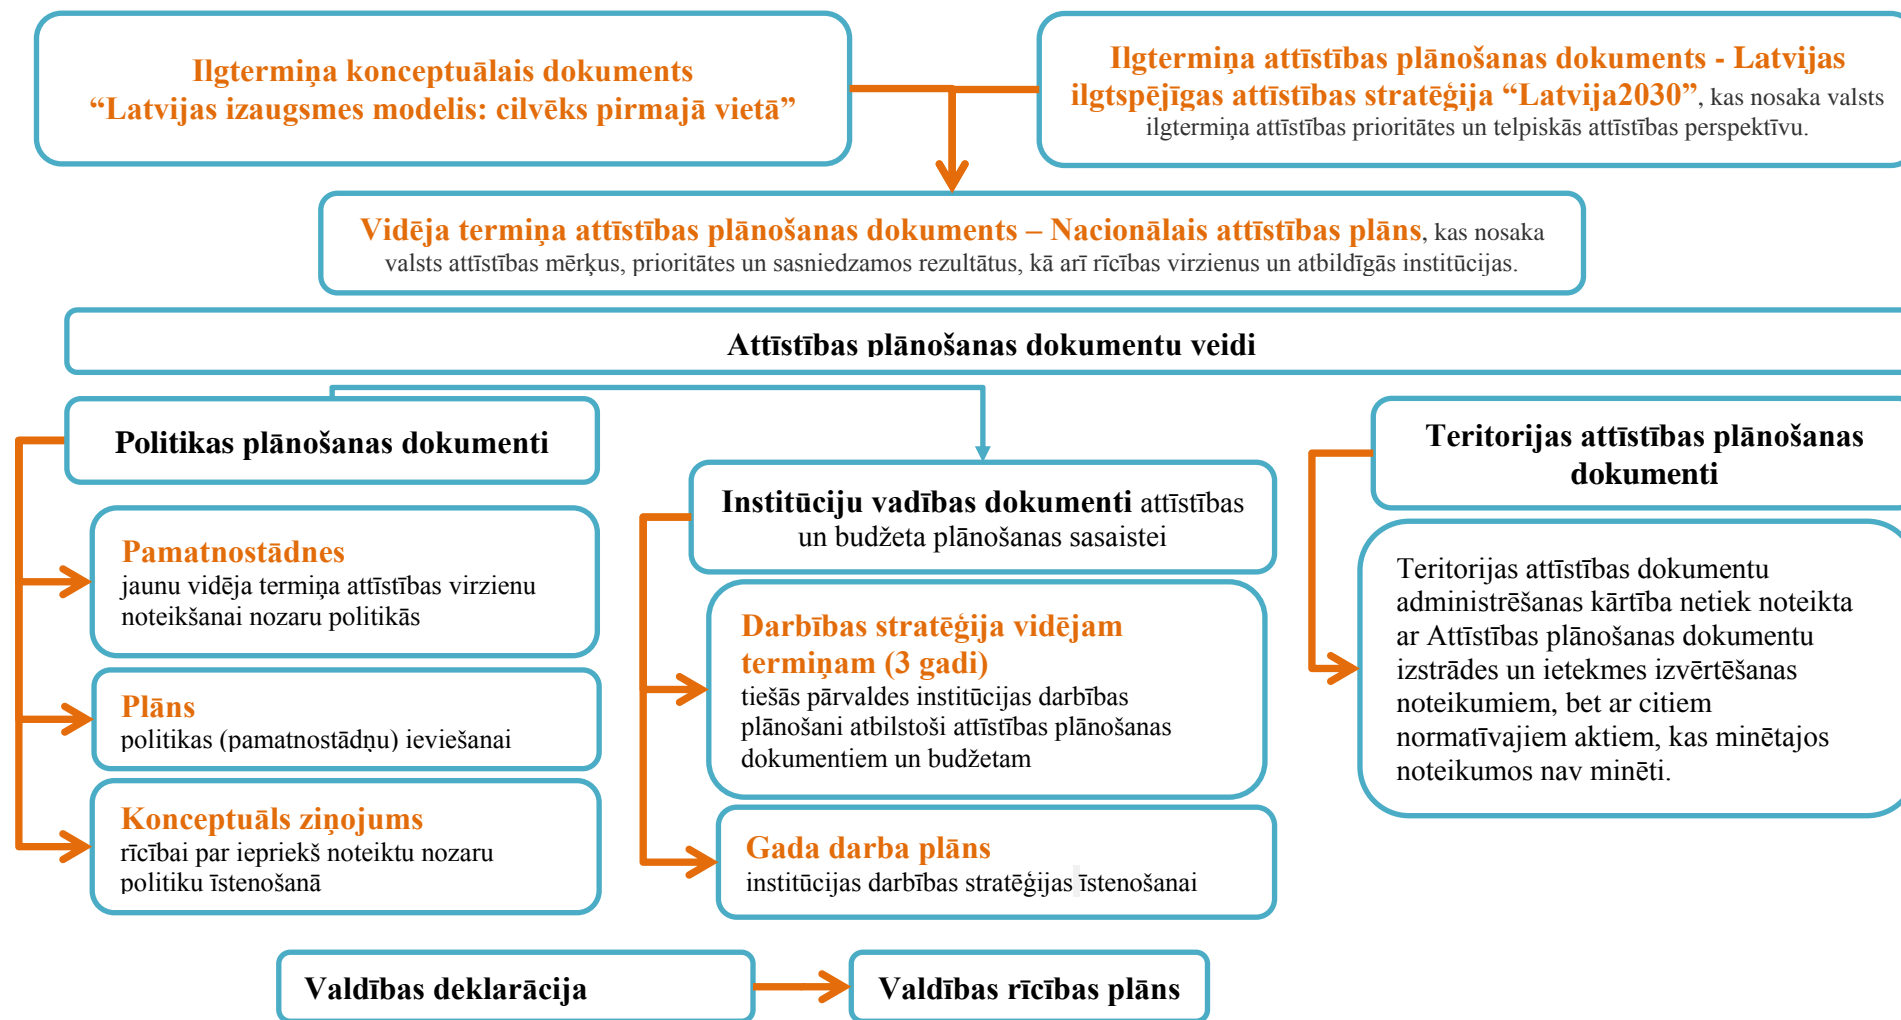 Ilgtermiņa konceptuālais dokuments
“Latvijas izaugsmes modelis: cilvēks pirmajā vietā”
Ilgtermiņa attīstības plānošanas dokuments - Latvijas
ilgtspējīgas attīstības stratēģija “Latvija2030”, kas nosaka valsts
ilgtermiņa attīstības prioritātes un telpiskās attīstības perspektīvu.
Vidēja termiņa attīstības plānošanas dokuments – Nacionālais attīstības plāns, kas nosaka
valsts attīstības mērķus, prioritātes un sasniedzamos rezultātus, kā arī rīcības virzienus un atbildīgās institūcijas.
Attīstības plānošanas dokumentu veidi
Politikas plānošanas dokumenti
Pamatnostādnes
jaunu vidēja termiņa attīstības virzienu
noteikšanai nozaru politikās
Plāns
politikas (pamatnostādņu) ieviešanai
Konceptuāls ziņojums
rīcībai par iepriekš noteiktu nozaru
politiku īstenošanā
Institūciju vadības dokumenti attīstības
un budžeta plānošanas sasaistei
Darbības stratēģija vidējam
termiņam (3 gadi)
tiešās pārvaldes institūcijas darbības
plānošani atbilstoši attīstības plānošanas
dokumentiem un budžetam
Gada darba plāns
institūcijas darbības stratēģijas īstenošanai
Teritorijas attīstības plānošanas
dokumenti
Teritorijas attīstības dokumentu
administrēšanas kārtība netiek noteikta
ar Attīstības plānošanas dokumentu
izstrādes un ietekmes izvērtēšanas
noteikumiem, bet ar citiem
normatīvajiem aktiem, kas minētajos
noteikumos nav minēti.
Valdības deklarācija
Valdības rīcības plāns